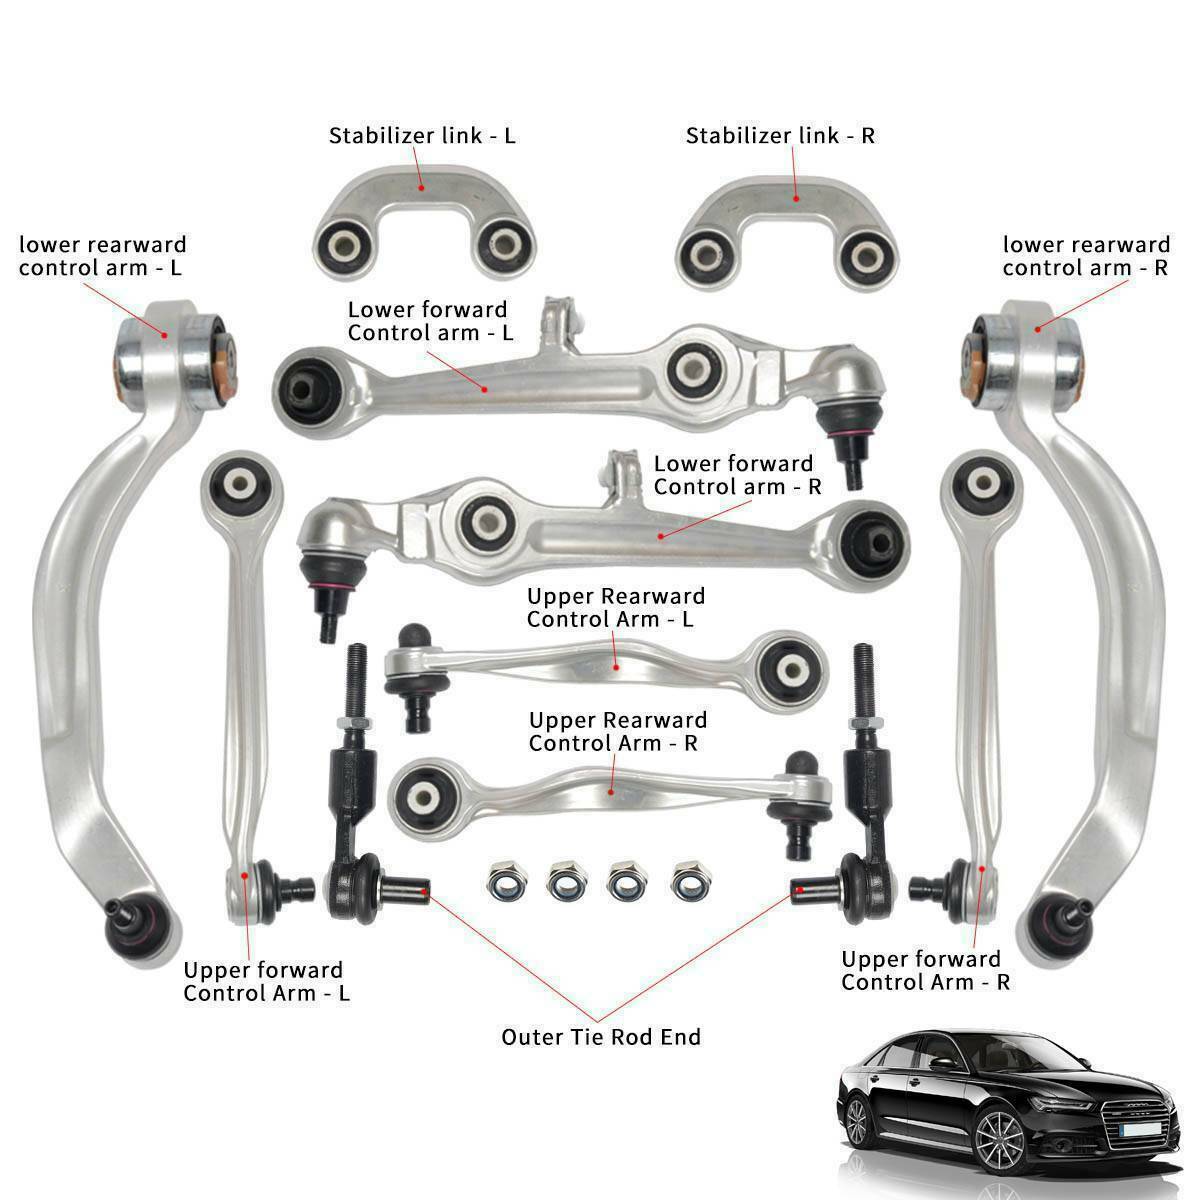 Stabilizer link - L
Stabilizer link - R
lower rearward
control arm - L
lower rearward
control arm - R
Lower forward
Control arm - L
Lower forward
Control arm - R
Upper Rearward
Control Arm - L
Upper Rearward
Control Arm - R
Upper forward
Control Arm - L
Upper forward
Control Arm - R
Outer Tie Rod End